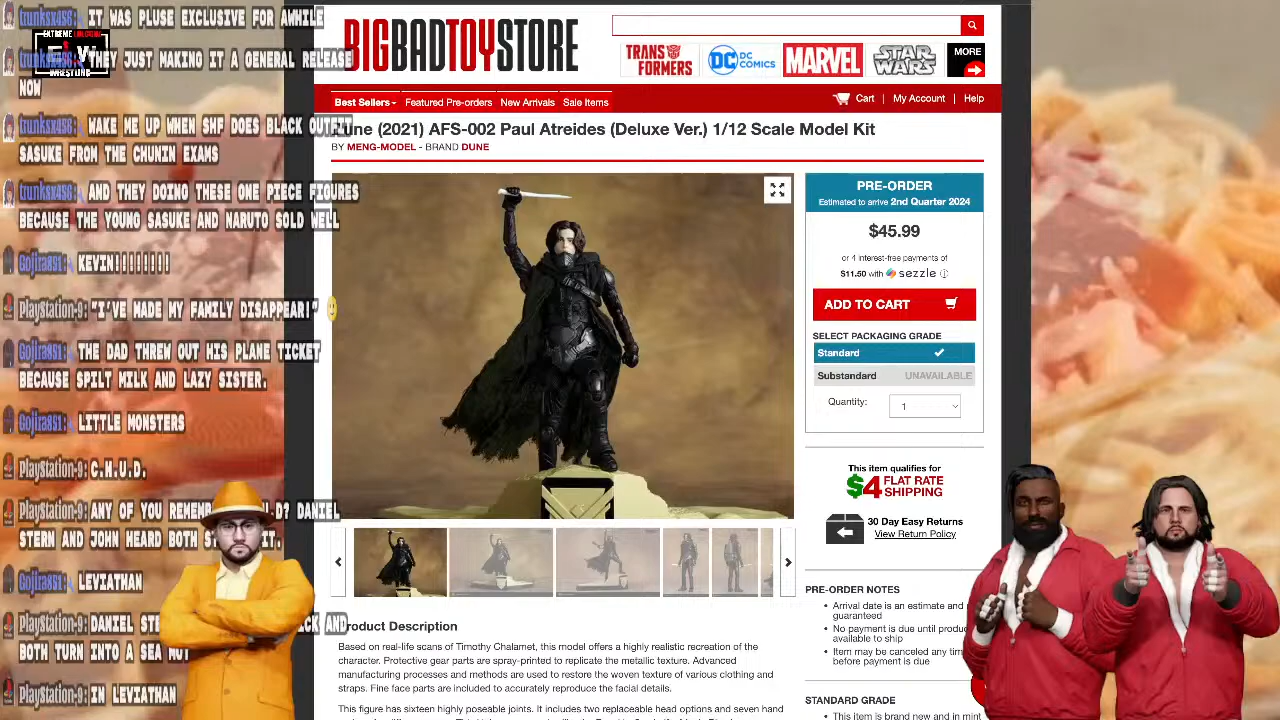 trunksx456: IT WAS PLUSE EXCLUSIVE FOR AWHILE
trunksx456: THEY JUST MAKING IT A GENERAL RELEASE
NOW
trunksx456: WAKE ME UP WHEN SHF DOES BLACK OUTFIT
SASUKE FROM THE CHUNIN EXAMS
trunksx456: AND THEY DOING THESE ONE PIECE FIGURES
BECAUSE THE YOUNG SASUKE AND NARUTO SOLD WELL
Gojira881: KEVIN!!!!!!!!
PlayStation-9: "I'VE MADE MY FAMILY DISAPPEAR!"
Gojira881: THE DAD THREW OUT HIS PLANE TICKET
BECAUSE SPILT MILK AND LAZY SISTER.
Gojira881: LITTLE MONSTERS
PlayStation-9: C.H.U.D.
PlayStation-9: ANY OF YOU D? DANIEL
STERN AND JOHN HEARD BOTH IT.
Gojira881: LEVIATHAN
PlayStation-9: DANIEL AND
BOTH TURN INTO A SEA
PlayStation-9: IN LEVIATHAN
EXTREME
WRESTLING
BIGBADTOYSTORE
TRANSFORMERS
DC COMICS
MARVEL
STAR WARS
MORE
Best Sellers
Featured Pre-orders
New Arrivals
Sale Items
Cart | My Account | Help
Dune (2021) AFS-002 Paul Atreides (Deluxe Ver.) 1/12 Scale Model Kit
BY MENG-MODEL - BRAND DUNE
PRE-ORDER
Estimated to arrive 2nd Quarter 2024
$45.99
or 4 interest-free payments of
$11.50 with sezzle
ADD TO CART
SELECT PACKAGING GRADE
Standard
Substandard UNAVAILABLE
Quantity: 1
This item qualifies for
$4 FLAT RATE
SHIPPING
30 Day Easy Returns
View Return Policy
PRE-ORDER NOTES
Arrival date is an estimate and
guaranteed
No payment is due until
available to ship
Item may be canceled any
before payment is due
STANDARD GRADE
This item is brand new and in mint
Product Description
Based on real-life scans of Timothy Chalamet, this model offers a highly realistic recreation of the
character. Protective gear parts are spray-printed to replicate the metallic texture. Advanced
manufacturing processes and methods are used to restore the woven texture of various clothing and
straps. Fine face parts are included to accurately reproduce the facial details.
This figure has sixteen highly poseable joints. It includes two replaceable head options and seven hand